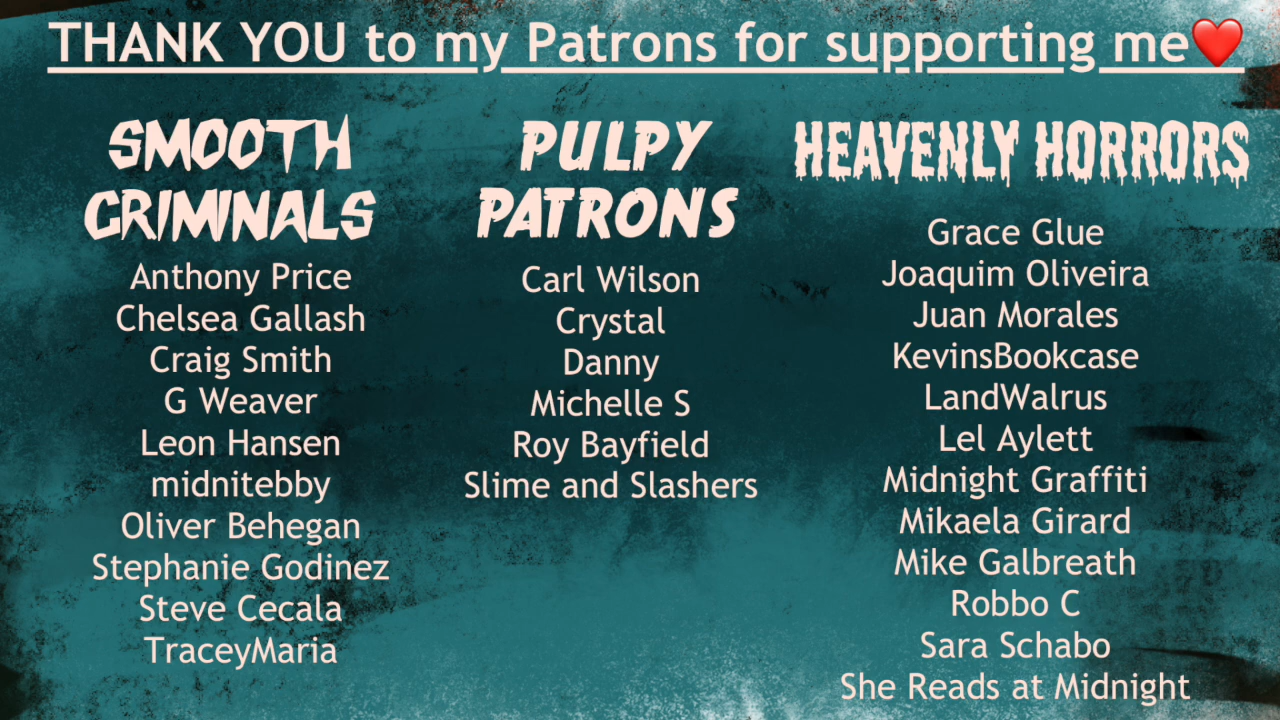 THANK YOU to my Patrons for supporting me❤️
SMOOTH
CRIMINALS
Anthony Price
Chelsea Gallash
Craig Smith
G Weaver
Leon Hansen
midnitebby
Oliver Behegan
Stephanie Godinez
Steve Cecala
TraceyMaria
PULPY
PATRONS
Carl Wilson
Crystal
Danny
Michelle S
Roy Bayfield
Slime and Slashers
HEAVENLY HORRORS
Grace Glue
Joaquim Oliveira
Juan Morales
KevinsBookcase
LandWalrus
Lel Aylett
Midnight Graffiti
Mikaela Girard
Mike Galbreath
Robbo C
Sara Schabo
She Reads at Midnight